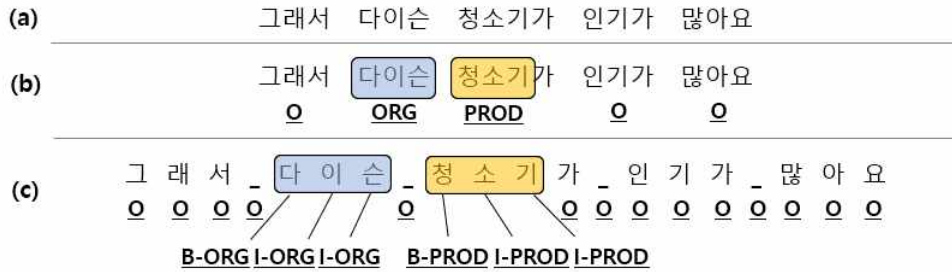 (a) 그래서 다이슨 청소기가 인기가 많아요
(b) 그래서 다이슨 청소기가 인기가 많아요
O ORG PROD O O
(c) 그 래 서 _ 다 이 슨 _ 청 소 기 가 _ 인 기 가 _ 많 아 요
O O O O O O O O O O O O O O
B-ORG I-ORG I-ORG B-PROD I-PROD I-PROD